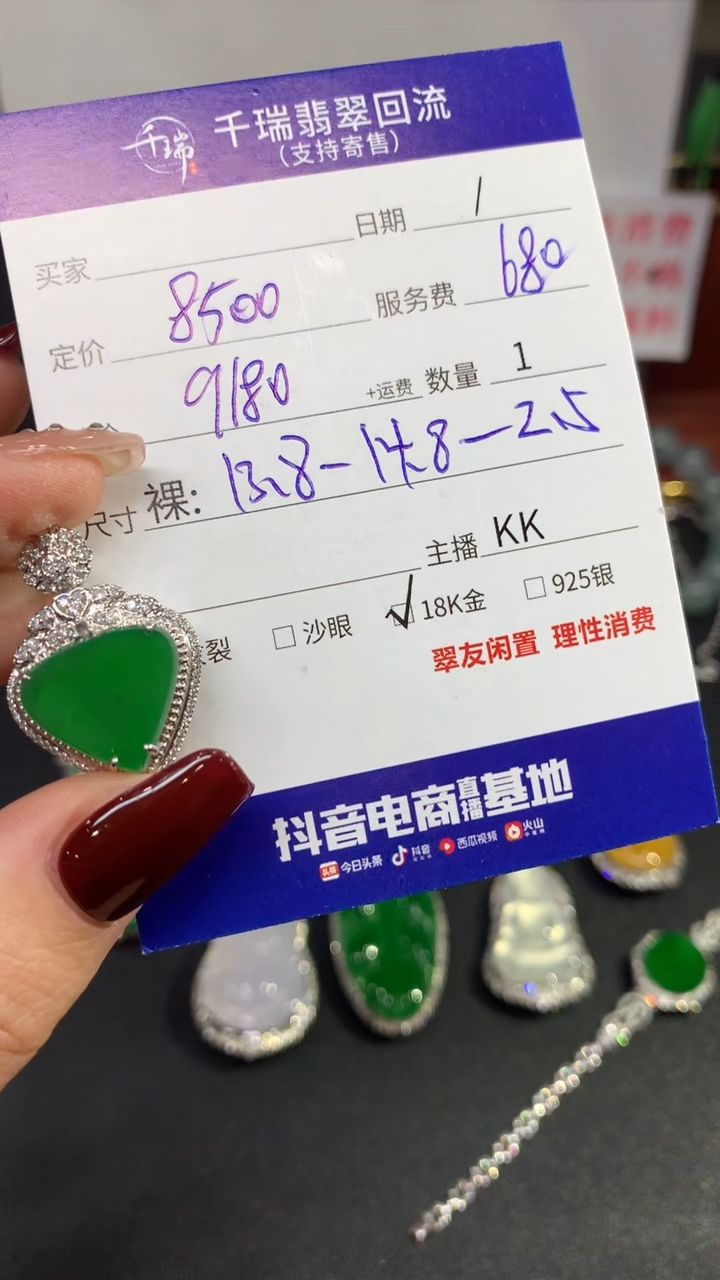 千瑞 千瑞翡翠回流
(支持寄售)
买家 日期 /
定价 8500 服务费 680
9180 +运费 数量 1
尺寸 裸: 13.8-14.8-2.5
主播 KK
裂 □ 沙眼 ☑ 18K金 □ 925银
翠友闲置 理性消费
抖音电商直播基地
头条 今日头条 抖音 西瓜视频 火山
消费